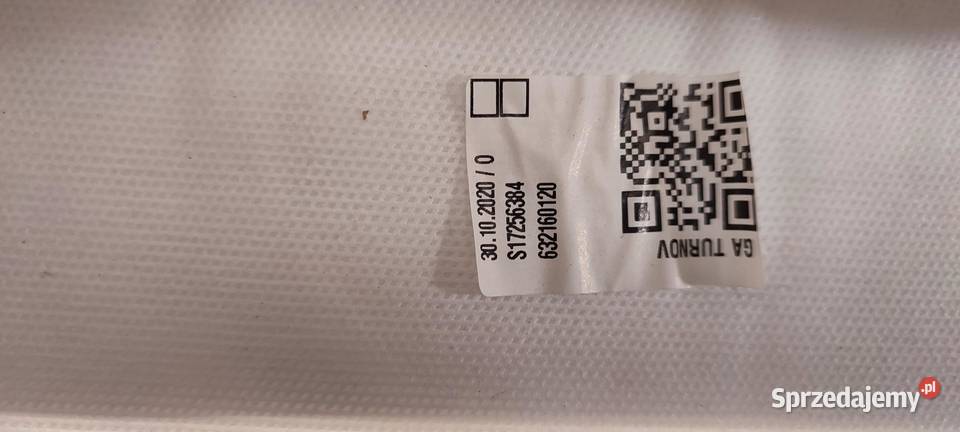 30.10.2020 / 0
S17256384
632160120
GA TURNOV
Sprzedajemy.pl